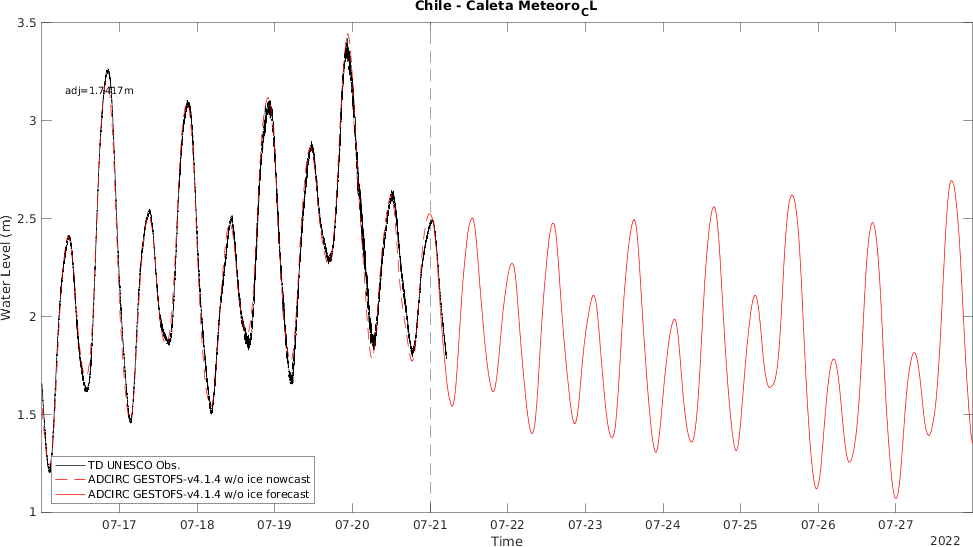 Chile - Caleta Meteoro_CL
3.5
3
2.5
2
1.5
1
Water Level (m)
adj=1.7417m
TD UNESCO Obs.
ADCIRC GESTOFS-v4.1.4 w/o ice nowcast
ADCIRC GESTOFS-v4.1.4 w/o ice forecast
07-17 07-18 07-19 07-20 07-21 07-22 07-23 07-24 07-25 07-26 07-27
Time
2022